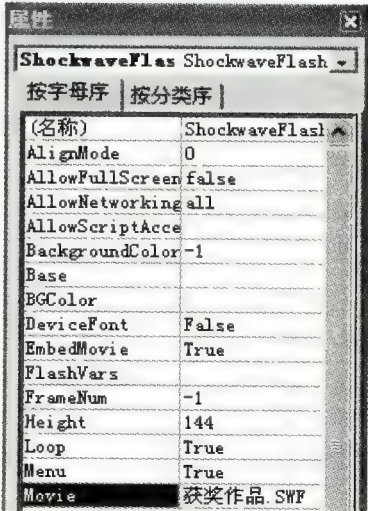 属性
ShockwaveFlas ShockwaveFlash
按字母序 按分类序
(名称) ShockwaveFlash
AlignMode 0
AllowFullScreen false
AllowNetworking all
AllowScriptAcce
BackgroundColor -1
Base
BGColor
DeviceFont False
EmbedMovie True
FlashVars
FrameNum -1
Height 144
Loop True
Menu True
Movie 获奖作品.SWF